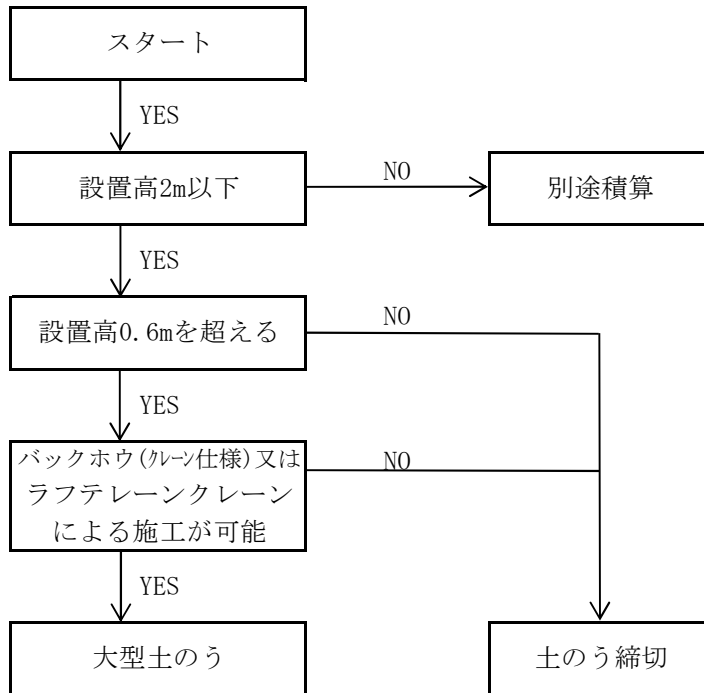 スタート
YES
設置高2m以下
NO
別途積算
YES
設置高0.6mを超える
NO
YES
バックホウ(ｸﾚｰﾝ仕様)又は
ラフテレーンクレーン
による施工が可能
NO
YES
大型土のう
土のう締切